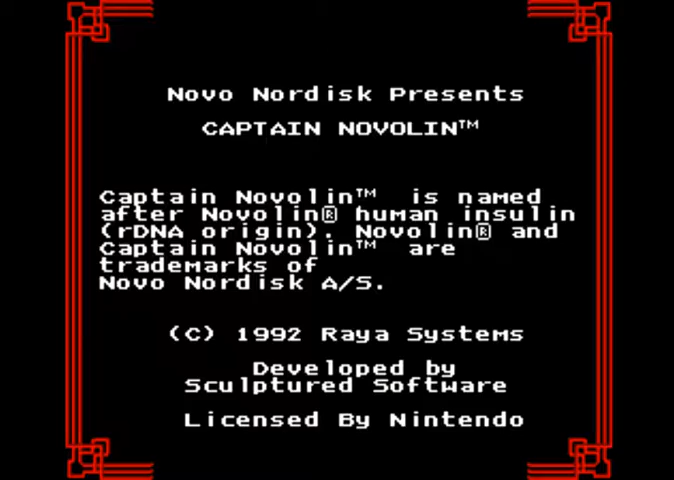 Novo Nordisk Presents
CAPTAIN NOVOLIN™
Captain Novolin™ is named
after Novolin® human insulin
(rDNA origin). Novolin® and
Captain Novolin™ are
trademarks of
Novo Nordisk A/S.
(C) 1992 Raya Systems
Developed by
Sculptured Software
Licensed By Nintendo